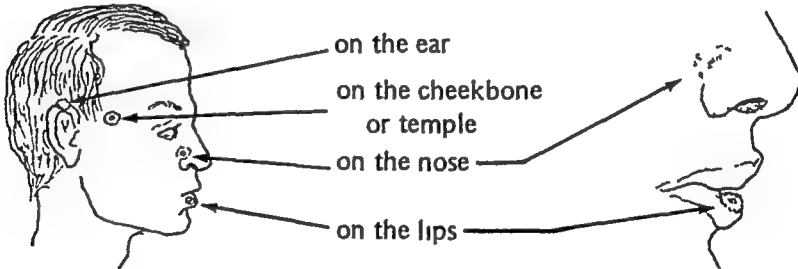 on the ear
on the cheekbone
or temple
on the nose
on the lips